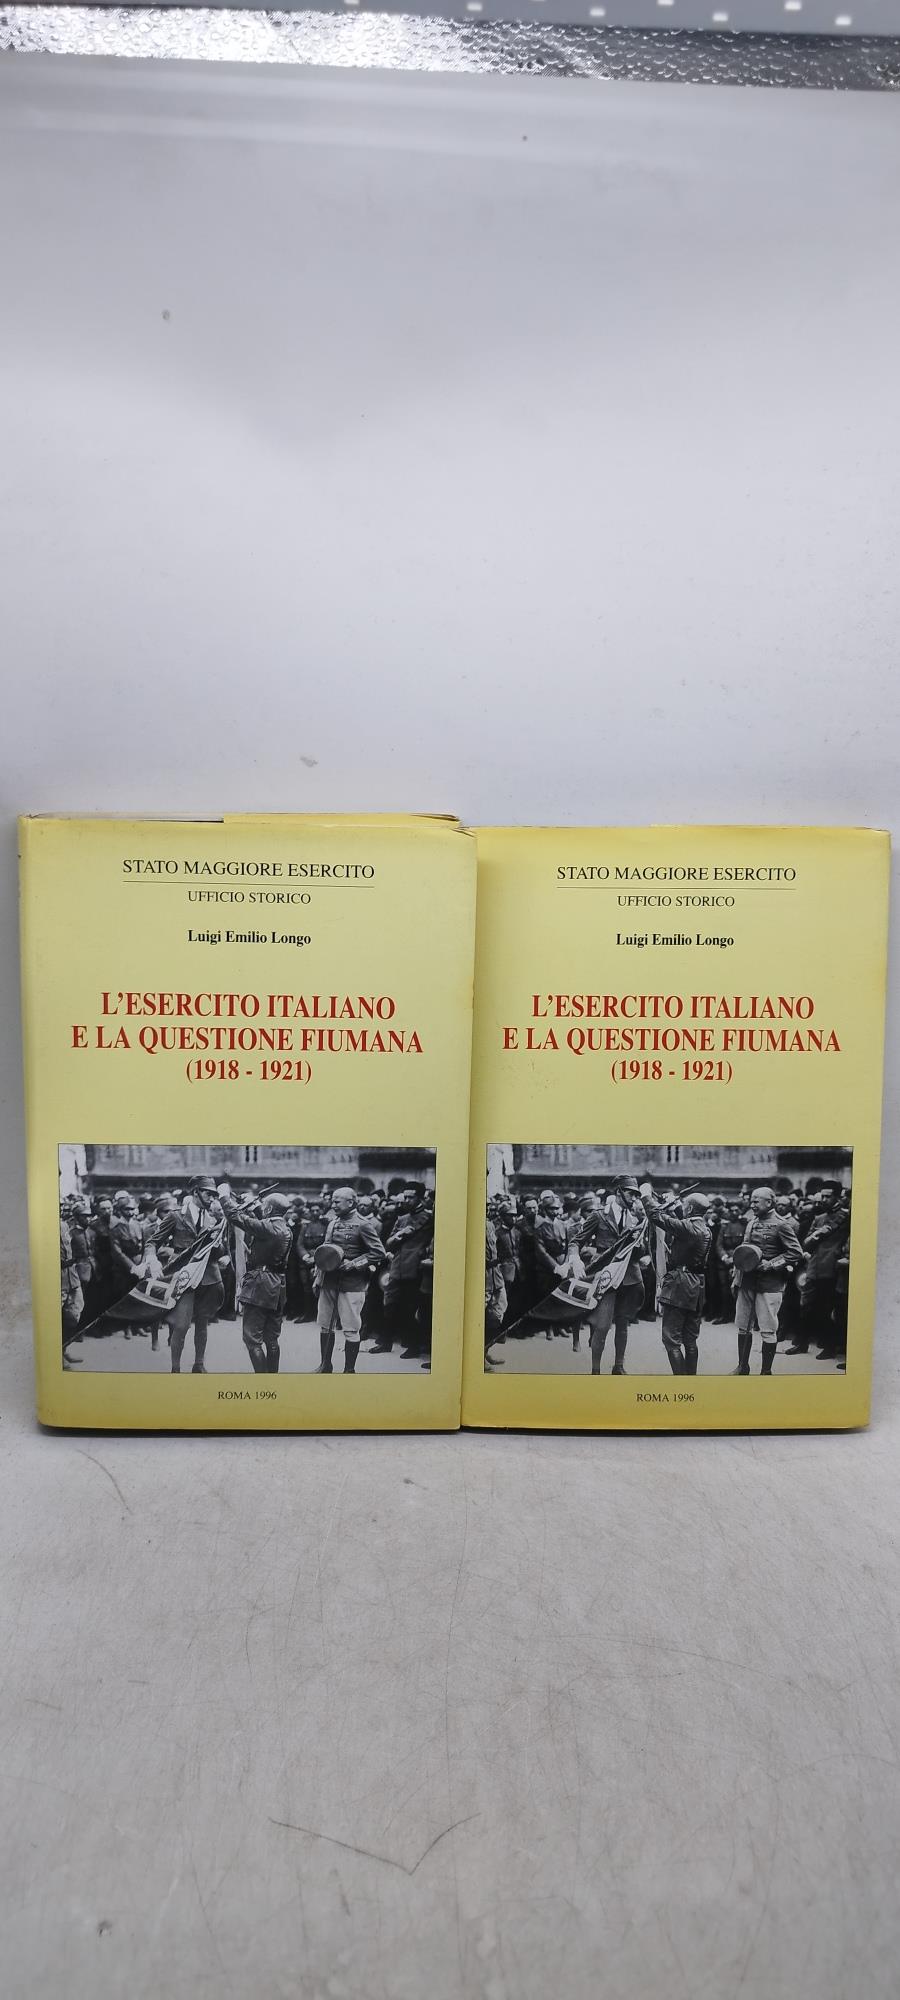 STATO MAGGIORE ESERCITO
UFFICIO STORICO
Luigi Emilio Longo
L'ESERCITO ITALIANO
E LA QUESTIONE FIUMANA
(1918 - 1921)
ROMA 1996
STATO MAGGIORE ESERCITO
UFFICIO STORICO
Luigi Emilio Longo
L'ESERCITO ITALIANO
E LA QUESTIONE FIUMANA
(1918 - 1921)
ROMA 1996